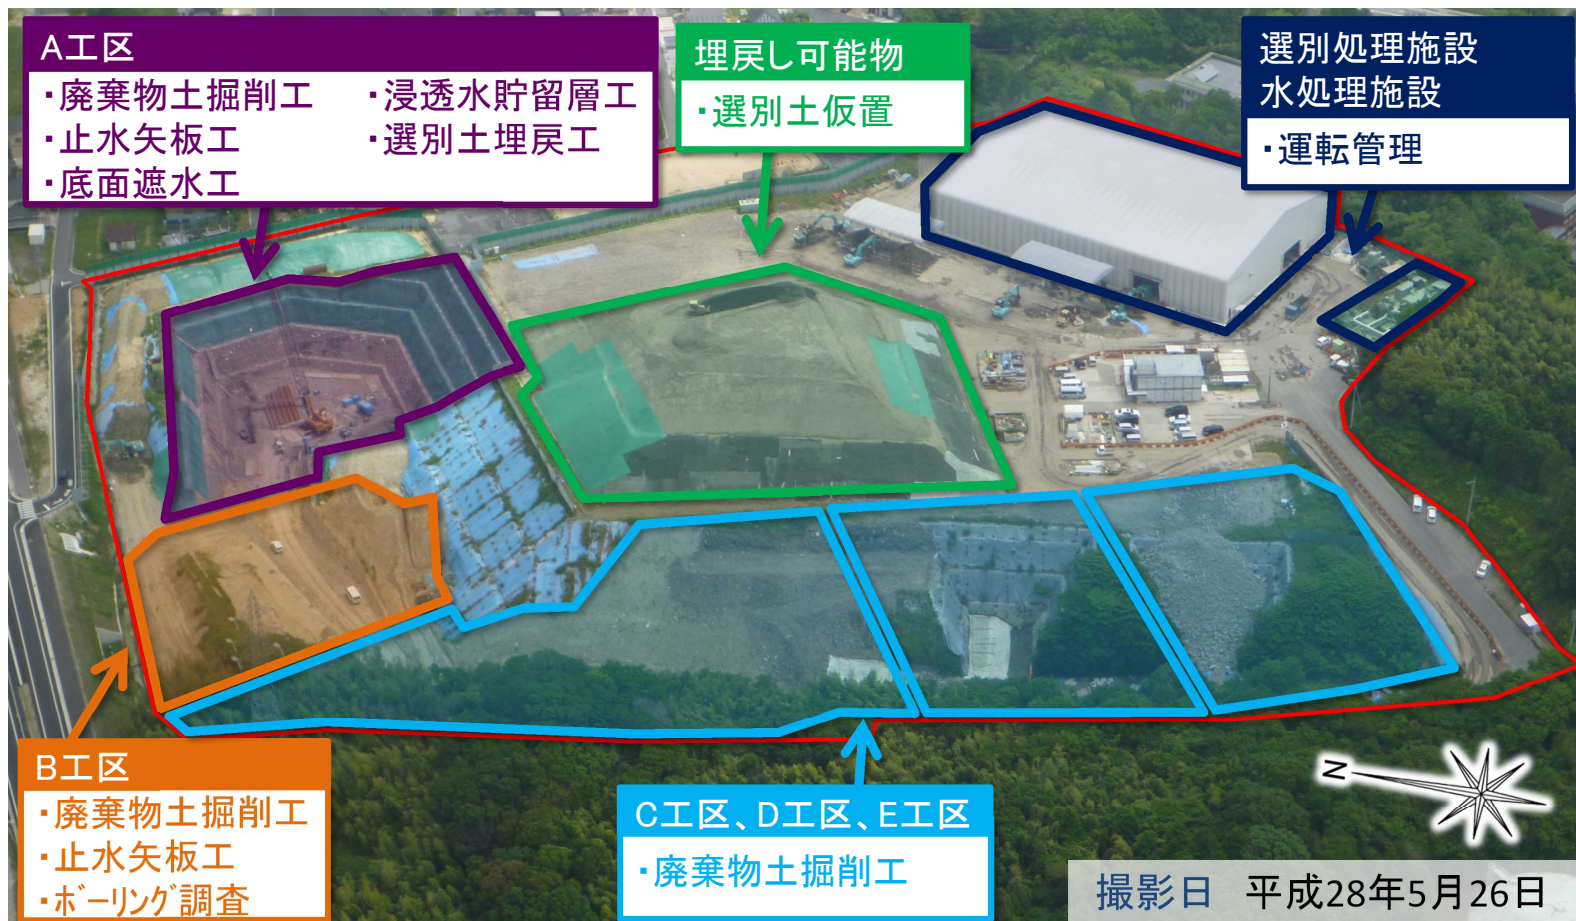 A工区
・廃棄物土掘削工
・止水矢板工
・底面遮水工
・浸透水貯留層工
・選別土埋戻工
埋戻し可能物
・選別土仮置
選別処理施設
水処理施設
・運転管理
B工区
・廃棄物土掘削工
・止水矢板工
・ボーリング調査
C工区、D工区、E工区
・廃棄物土掘削工
N
撮影日 平成28年5月26日